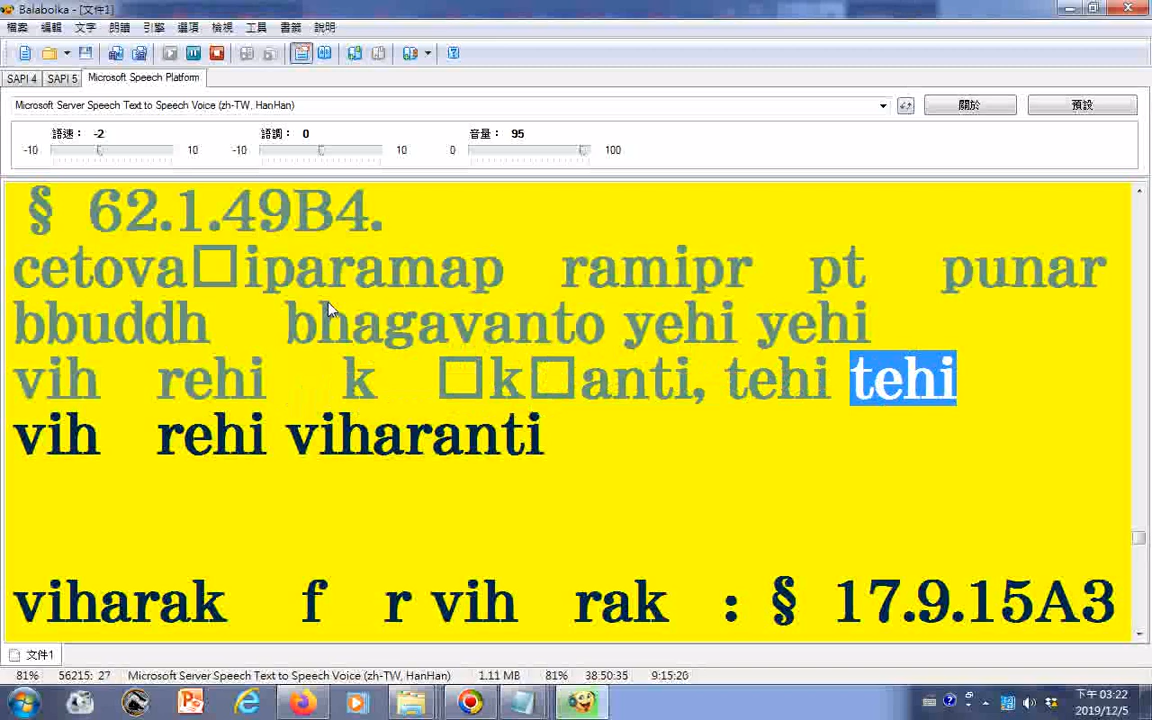 Balabolka - [文件1]
檔案 編輯 文字 朗讀 引擎 選項 檢視 工具 書籤 說明
SAPI 4 SAPI 5 Microsoft Speech Platform
Microsoft Server Speech Text to Speech Voice (zh-TW, HanHan) 關於 預設
語速： -2 語調： 0 音量： 95
-10 10 -10 10 0 100
§ 62.1.49B4.
cetova□iparamap ramipr pt punar
bbuddh bhagavanto yehi yehi
vih rehi k □k□anti, tehi tehi
vih rehi viharanti
viharak f r vih rak : § 17.9.15A3
文件1
81% 56215: 27 Microsoft Server Speech Text to Speech Voice (zh-TW, HanHan) 1.11 MB 81% 38:50:35 9:15:20
下午 03:22
2019/12/5